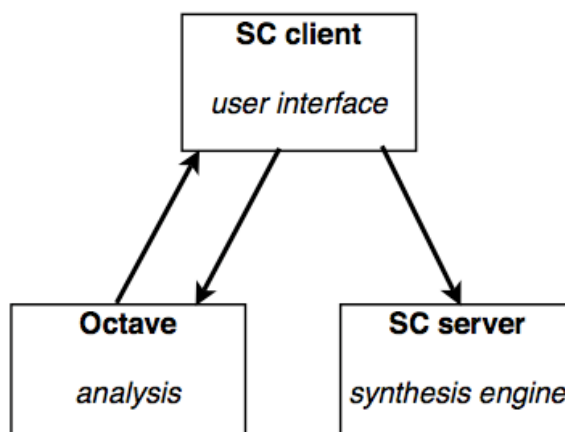 SC client
user interface
Octave
analysis
SC server
synthesis engine